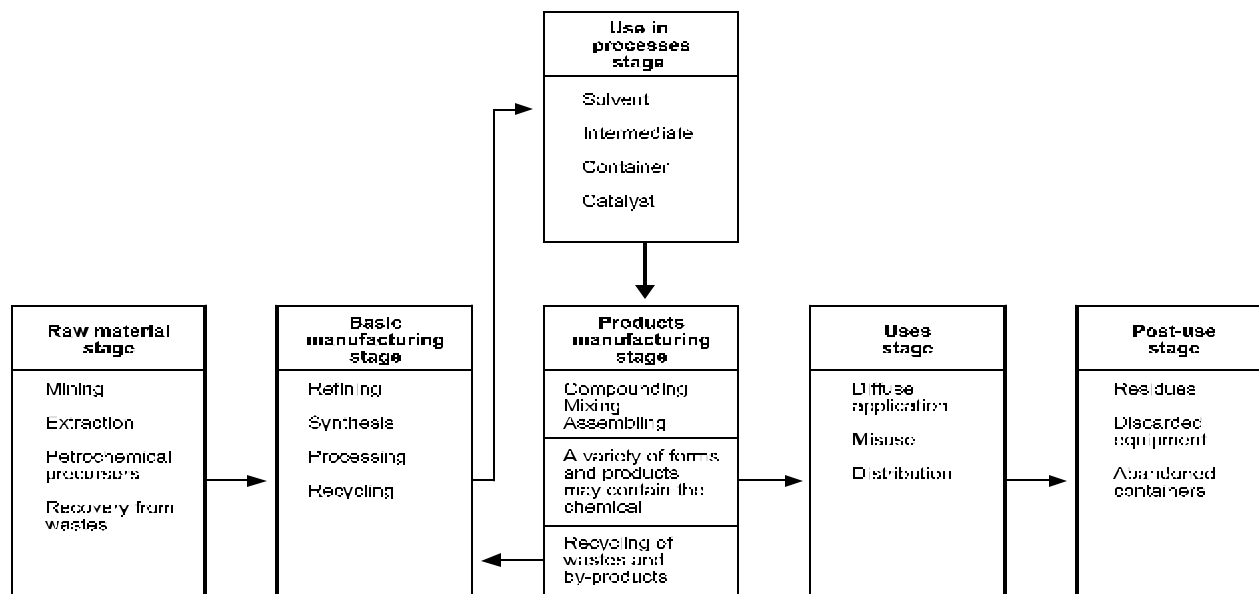 Use in
processes
stage
Solvent
Intermediate
Container
Catalyst
Raw material
stage
Mining
Extraction
Petrochemical
precursors
Recovery from
wastes
Basic
manufacturing
stage
Refining
Synthesis
Processing
Recycling
Products
manufacturing
stage
Compounding
Mixing
Assembling
A variety of forms
and products
may contain the
chemical
Recycling of
wastes and
by-products
Uses
stage
Diffuse
application
Misuse
Distribution
Post-use
stage
Residues
Discarded
equipment
Abandoned
containers